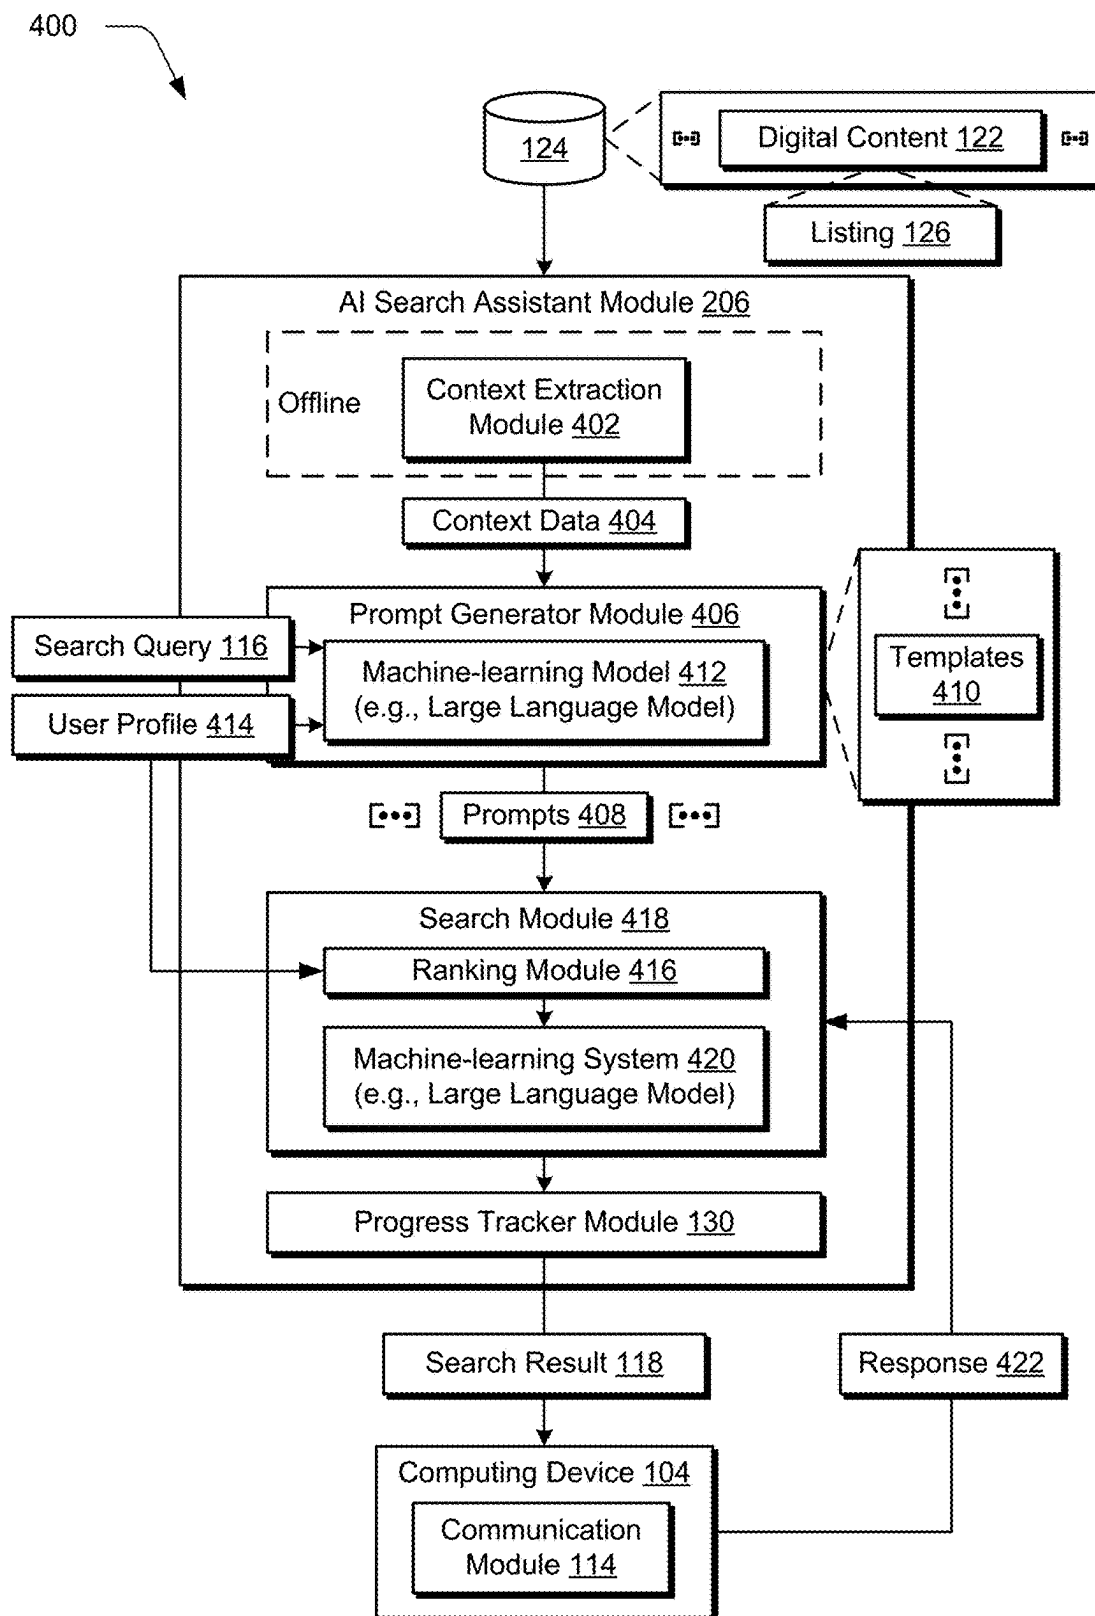 400
124
Digital Content 122
Listing 126
AI Search Assistant Module 206
Offline
Context Extraction
Module 402
Context Data 404
Prompt Generator Module 406
Search Query 116
Machine-learning Model 412
(e.g., Large Language Model)
User Profile 414
Templates
410
Prompts 408
Search Module 418
Ranking Module 416
Machine-learning System 420
(e.g., Large Language Model)
Progress Tracker Module 130
Search Result 118
Response 422
Computing Device 104
Communication
Module 114